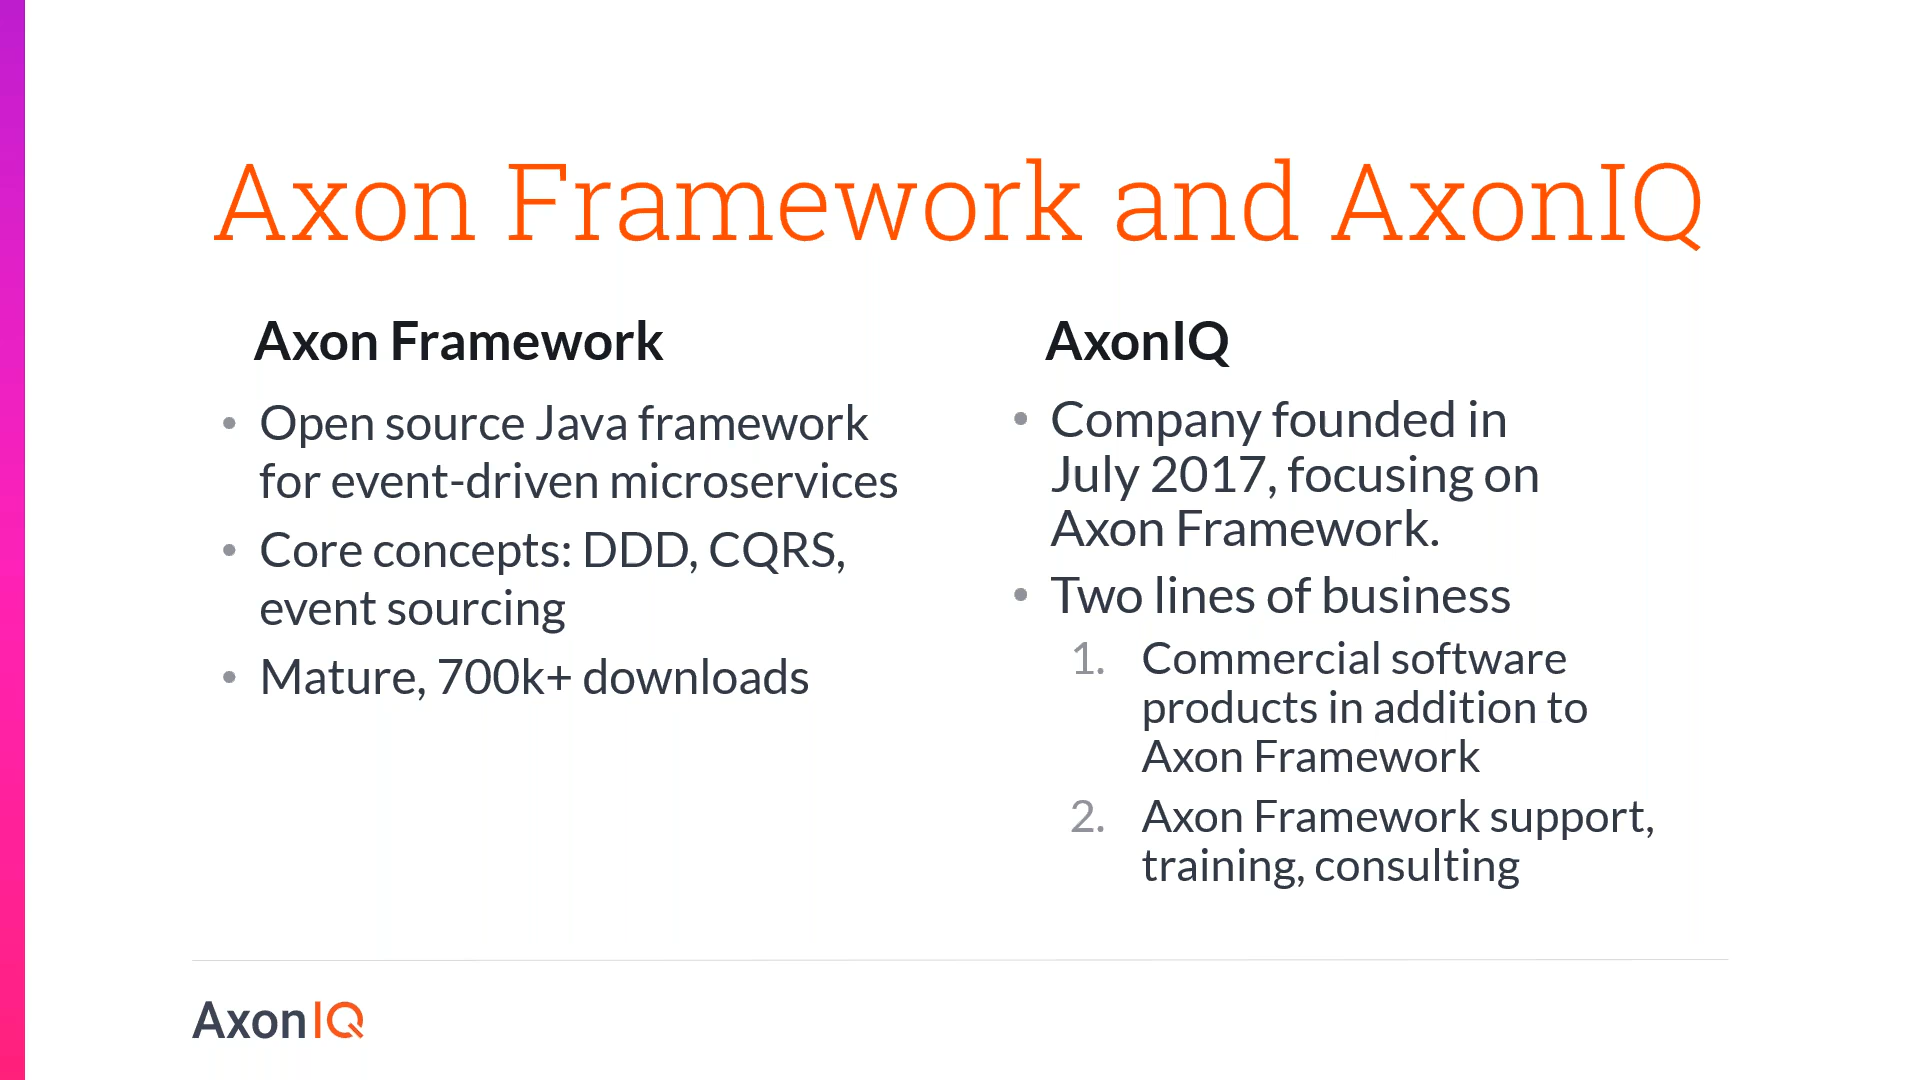 Axon Framework and AxonIQ
Axon Framework
• Open source Java framework
for event-driven microservices
• Core concepts: DDD, CQRS,
event sourcing
• Mature, 700k+ downloads
AxonIQ
• Company founded in
July 2017, focusing on
Axon Framework.
• Two lines of business
1. Commercial software
products in addition to
Axon Framework
2. Axon Framework support,
training, consulting
AxonIQ